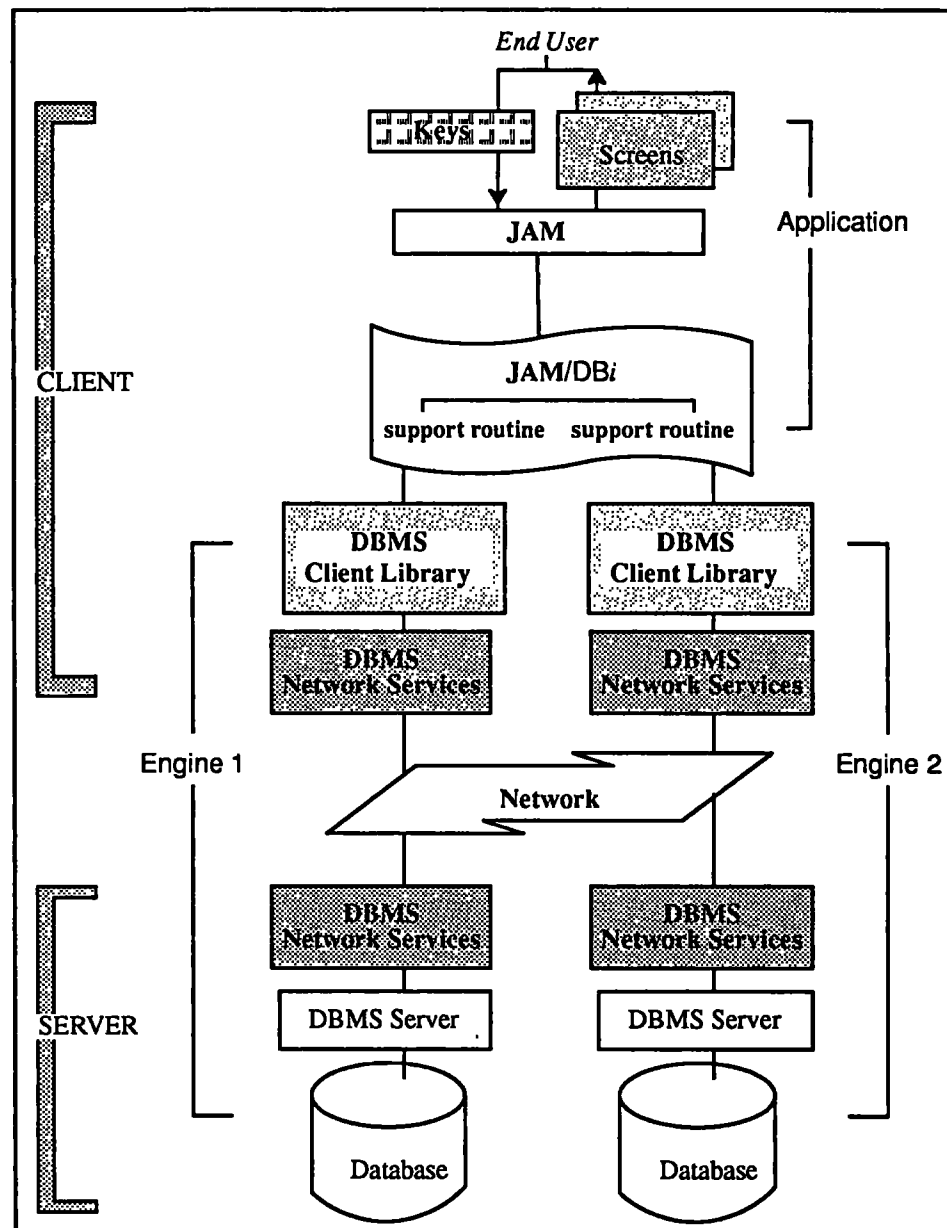 End User
Keys
Screens
JAM
Application
JAM/DBi
CLIENT
support routine support routine
DBMS
Client Library
DBMS
Client Library
DBMS
Network Services
DBMS
Network Services
Engine 1
Engine 2
Network
DBMS
Network Services
DBMS
Network Services
SERVER
DBMS Server
DBMS Server
Database
Database